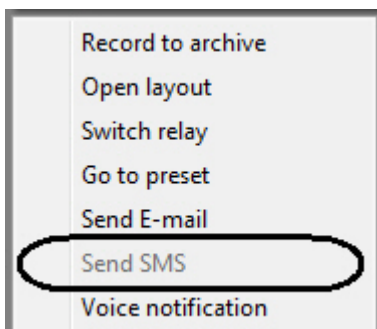 Record to archive
Open layout
Switch relay
Go to preset
Send E-mail
Send SMS
Voice notification